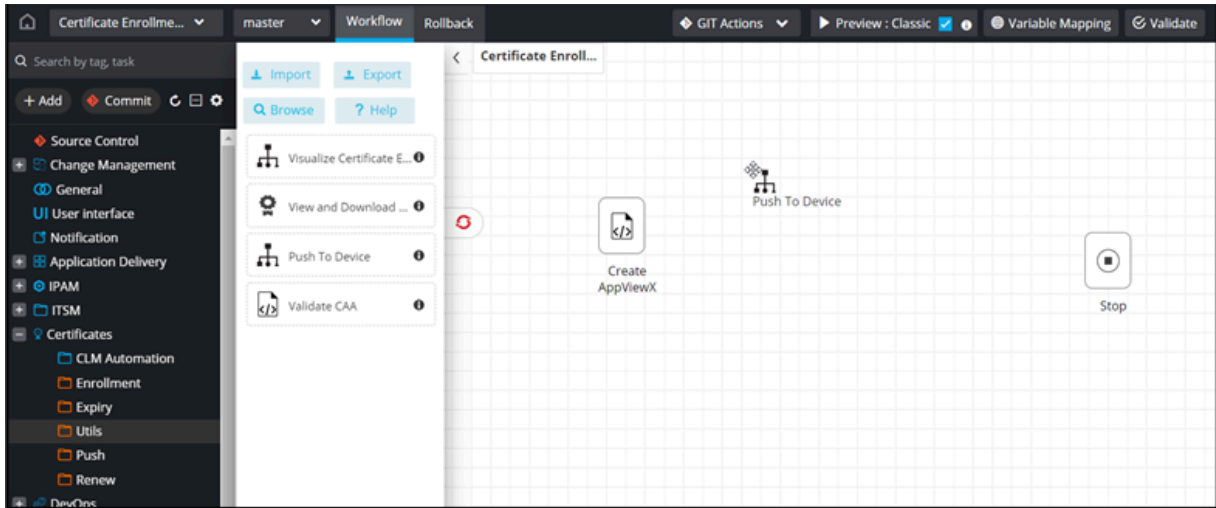 Certificate Enrollme...
master
Workflow
Rollback
GIT Actions
Preview : Classic
Variable Mapping
Validate
Search by tag, task
+ Add
Commit
Source Control
Change Management
General
User interface
Notification
Application Delivery
IPAM
ITSM
Certificates
CLM Automation
Enrollment
Expiry
Utils
Push
Renew
DevOps
Import
Export
Browse
? Help
Visualize Certificate E...
View and Download ...
Push To Device
Validate CAA
Certificate Enroll...
Create
AppViewX
Push To Device
Stop